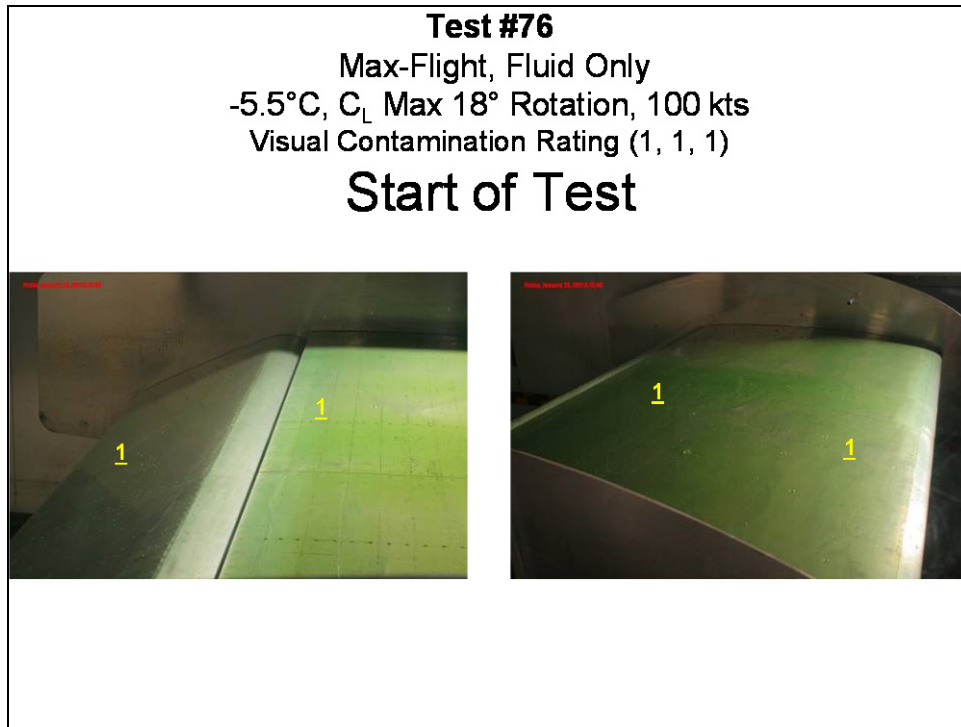 Test #76
Max-Flight, Fluid Only
-5.5°C, CL Max 18° Rotation, 100 kts
Visual Contamination Rating (1, 1, 1)
Start of Test
1
1
1
1